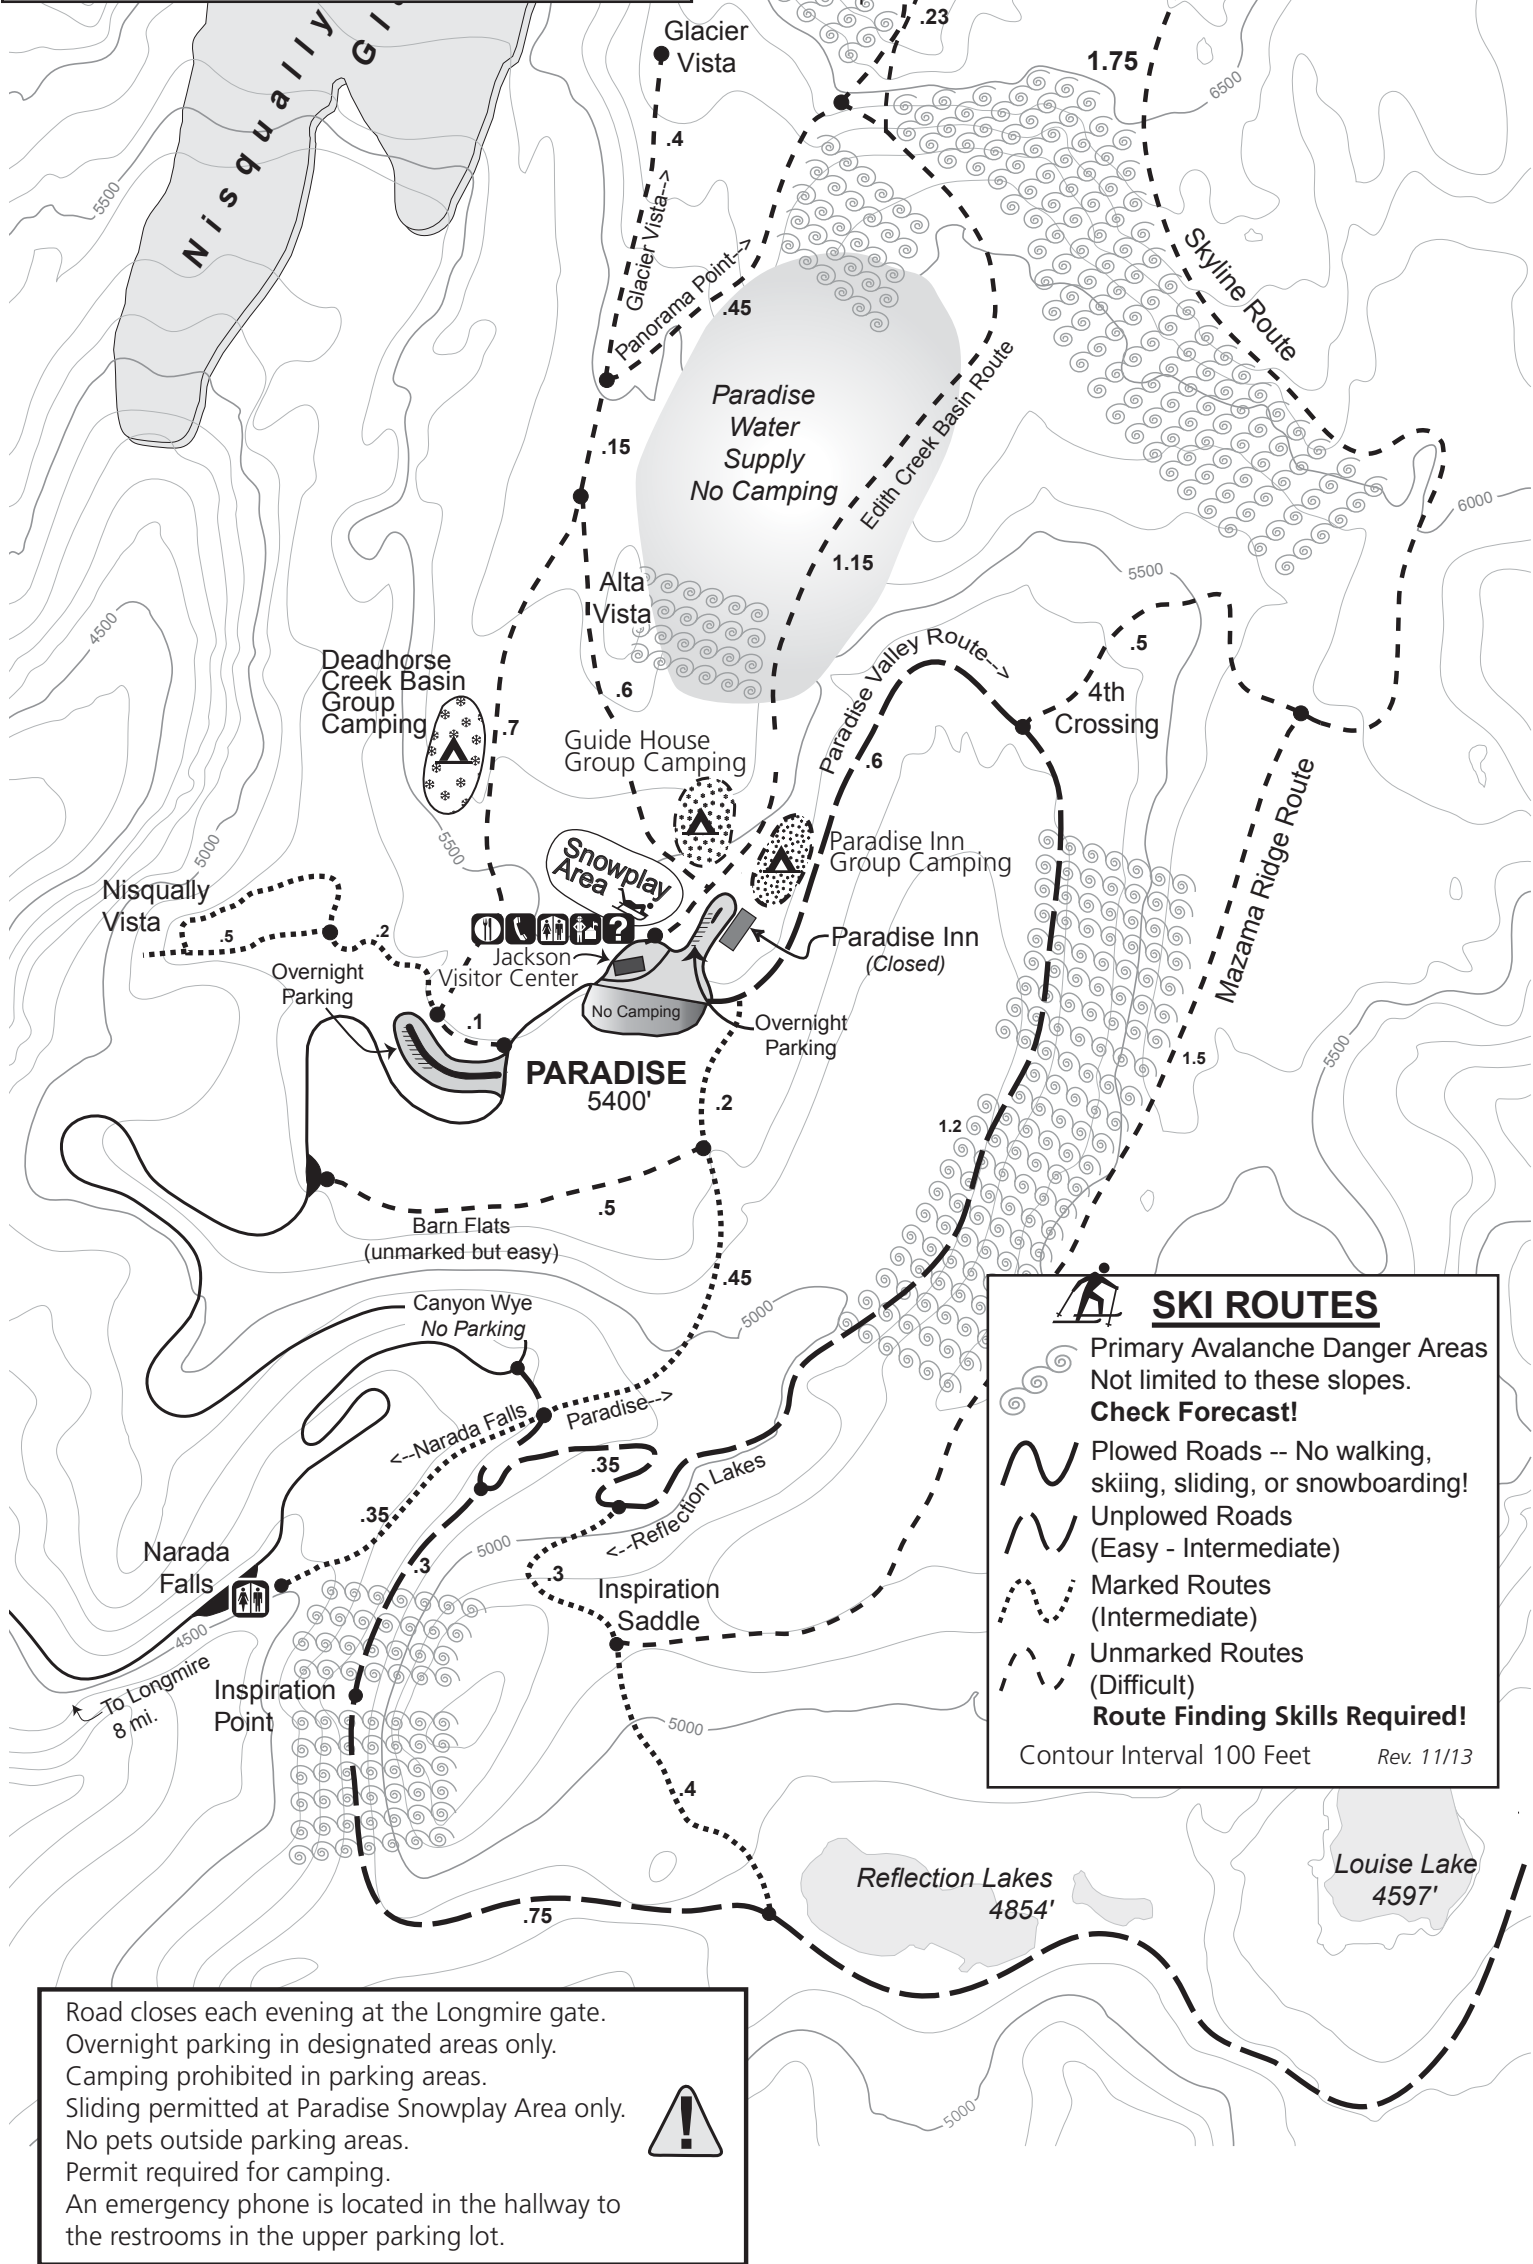 Nisqually
Gl
Glacier
Vista
.23
1.75
6500
.4
5500
Glacier Vista-->
Panorama Point-->
.45
Skyline Route
Paradise
Water
Supply
No Camping
.15
Edith Creek Basin Route
1.15
6000
5500
Alta
Vista
4500
.5
Paradise Valley Route-->
Deadhorse
Creek Basin
Group
Camping
.6
.7
4th
Crossing
Guide House
Group Camping
.6
Mazama Ridge Route
5000
5500
Snowplay
Area
Paradise Inn
Group Camping
Nisqually
Vista
.5
.2
?
Jackson
Visitor Center
Paradise Inn
(Closed)
Overnight
Parking
No Camping
.1
Overnight
Parking
5500
1.5
PARADISE
5400'
.2
1.2
.5
Barn Flats
(unmarked but easy)
.45
Canyon Wye
No Parking
5000
<--Narada Falls
Paradise-->
.35
<--Reflection Lakes
.35
5000
Narada
Falls
.3
.3
Inspiration
Saddle
4500
To Longmire
8 mi.
Inspiration
Point
5000
.4
SKI ROUTES
Primary Avalanche Danger Areas
Not limited to these slopes.
Check Forecast!
Plowed Roads -- No walking,
skiing, sliding, or snowboarding!
Unplowed Roads
(Easy - Intermediate)
Marked Routes
(Intermediate)
Unmarked Routes
(Difficult)
Route Finding Skills Required!
Contour Interval 100 Feet
Rev. 11/13
Reflection Lakes
4854'
Louise Lake
4597'
.75
5000
Road closes each evening at the Longmire gate.
Overnight parking in designated areas only.
Camping prohibited in parking areas.
Sliding permitted at Paradise Snowplay Area only.
No pets outside parking areas.
Permit required for camping.
An emergency phone is located in the hallway to
the restrooms in the upper parking lot.
!